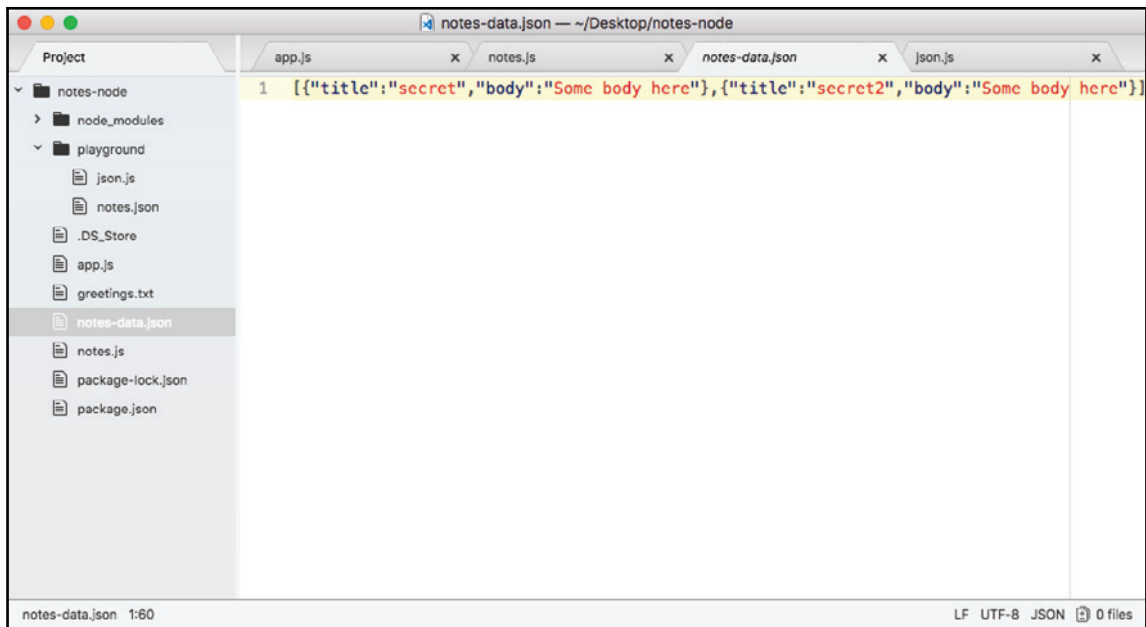 notes-data.json — ~/Desktop/notes-node
Project
app.js x notes.js x notes-data.json x json.js x
notes-node
node_modules
playground
json.js
notes.json
.DS_Store
app.js
greetings.txt
notes-data.json
notes.js
package-lock.json
package.json
1 [{"title":"secret","body":"Some body here"},{"title":"secret2","body":"Some body here"}]
notes-data.json 1:60
LF UTF-8 JSON 0 files